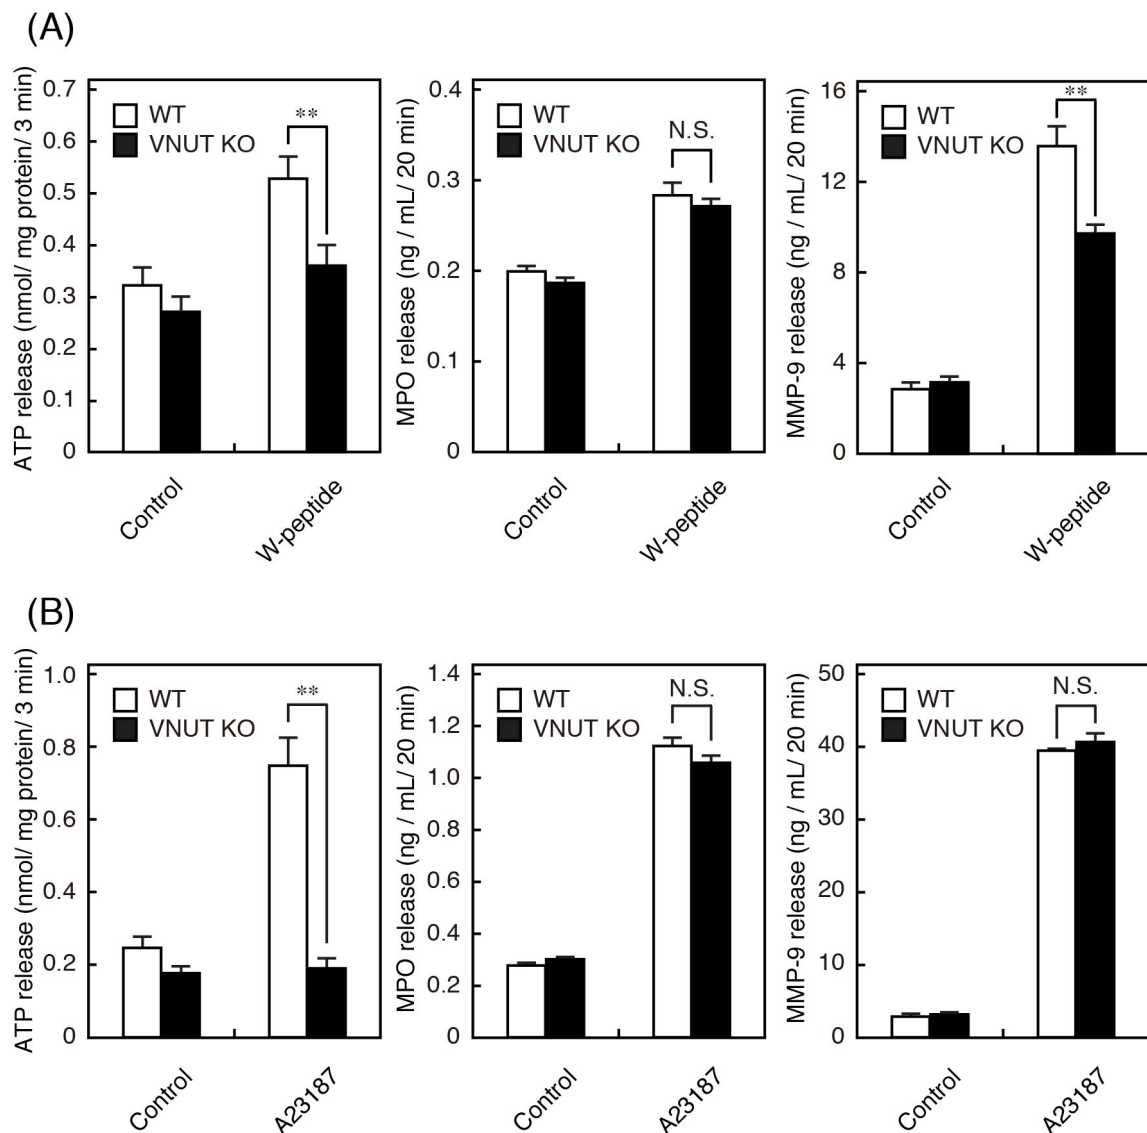 (A)
ATP release (nmol/ mg protein/ 3 min)
0.7
0.6
0.5
0.4
0.3
0.2
0.1
0
WT
VNUT KO
**
Control
W-peptide
MPO release (ng / mL/ 20 min)
0.4
0.3
0.2
0.1
0
WT
VNUT KO
N.S.
Control
W-peptide
MMP-9 release (ng / mL/ 20 min)
16
12
8
4
0
WT
VNUT KO
**
Control
W-peptide
(B)
ATP release (nmol/ mg protein/ 3 min)
1.0
0.8
0.6
0.4
0.2
0
WT
VNUT KO
**
Control
A23187
MPO release (ng / mL/ 20 min)
1.4
1.2
1.0
0.8
0.6
0.4
0.2
0
WT
VNUT KO
N.S.
Control
A23187
MMP-9 release (ng / mL/ 20 min)
50
40
30
20
10
0
WT
VNUT KO
N.S.
Control
A23187